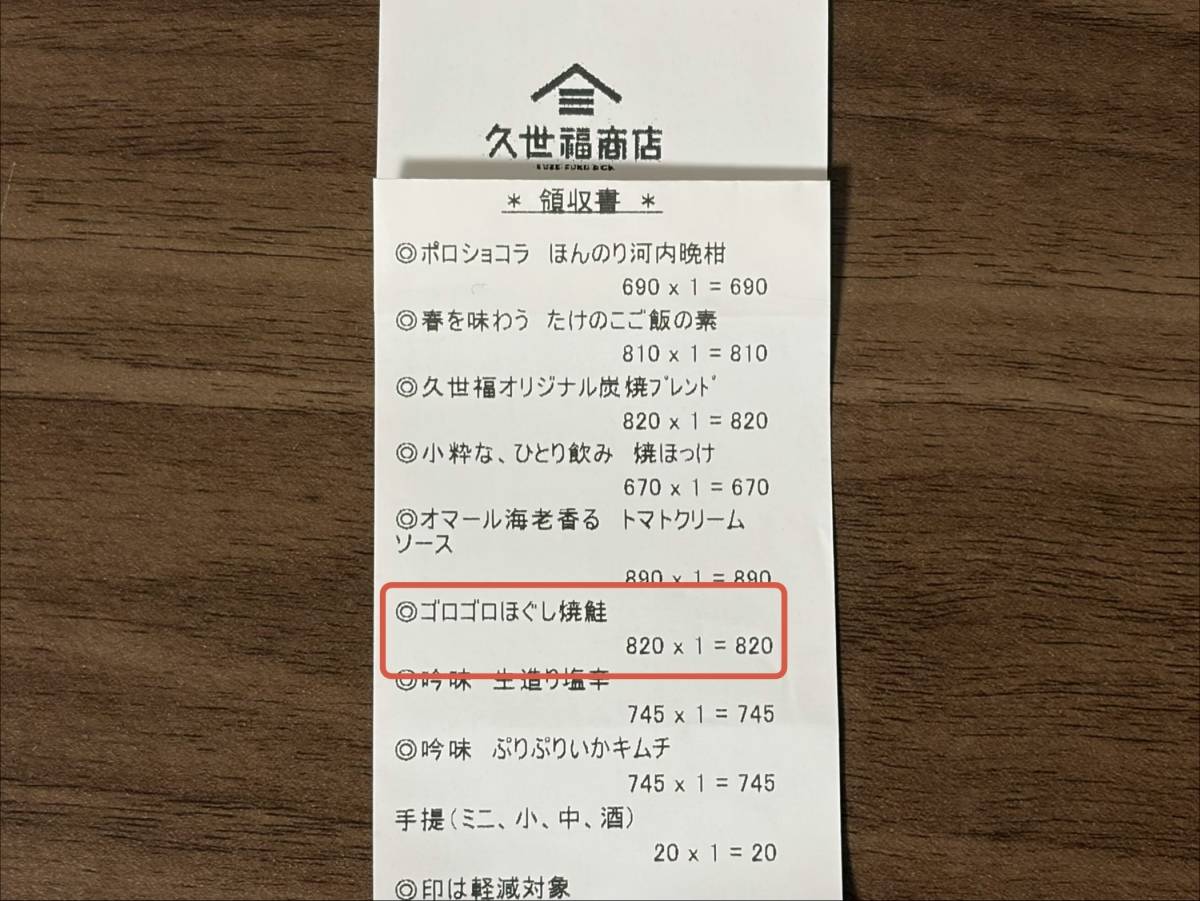 久世福商店
* 領収書 *
◎ポロショコラ ほんのり河内晩柑
690 x 1 = 690
◎春を味わう たけのこご飯の素
810 x 1 = 810
◎久世福オリジナル炭焼ﾌﾞﾚﾝﾄﾞ
820 x 1 = 820
◎小粋な、ひとり飲み 焼ほっけ
670 x 1 = 670
◎オマール海老香る トマトクリーム
ソース
890 x 1 = 890
◎ゴロゴロほぐし焼鮭
820 x 1 = 820
◎吟味 生造り塩辛
745 x 1 = 745
◎吟味 ぷりぷりいかキムチ
745 x 1 = 745
手提(ミニ、小、中、酒)
20 x 1 = 20
◎印は軽減対象